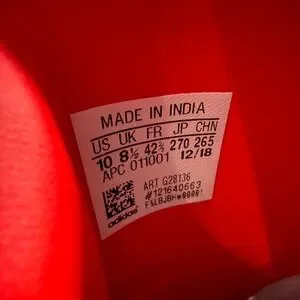 MADE IN INDIA
US UK FR JP CHN
10 8½ 42⅔ 270 265
APC 011001 12/18
ART G28136
#121640663
adidas